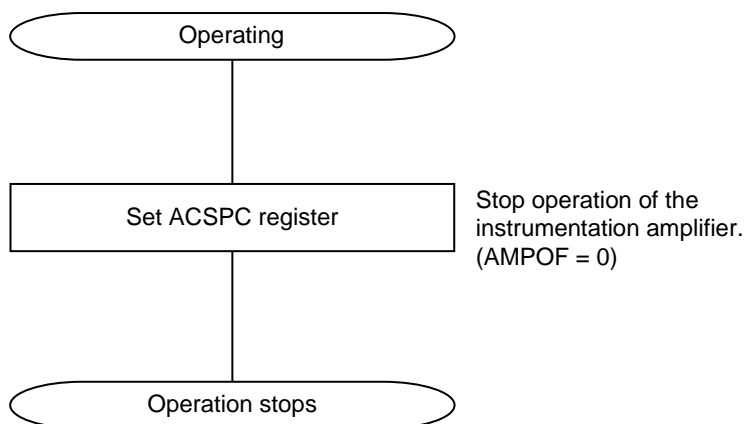 Operating
Set ACSPC register
Stop operation of the
instrumentation amplifier.
(AMPOF = 0)
Operation stops